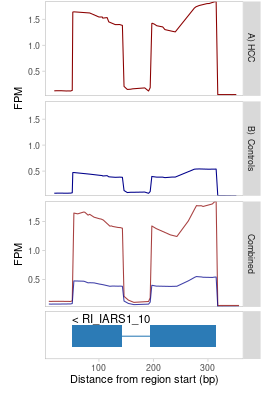 1.5
1.0
0.5
A) HCC
FPM
1.5
1.0
0.5
B) Controls
1.5
1.0
0.5
FPM
Combined
< RI_IARS1_10
100
200
300
Distance from region start (bp)